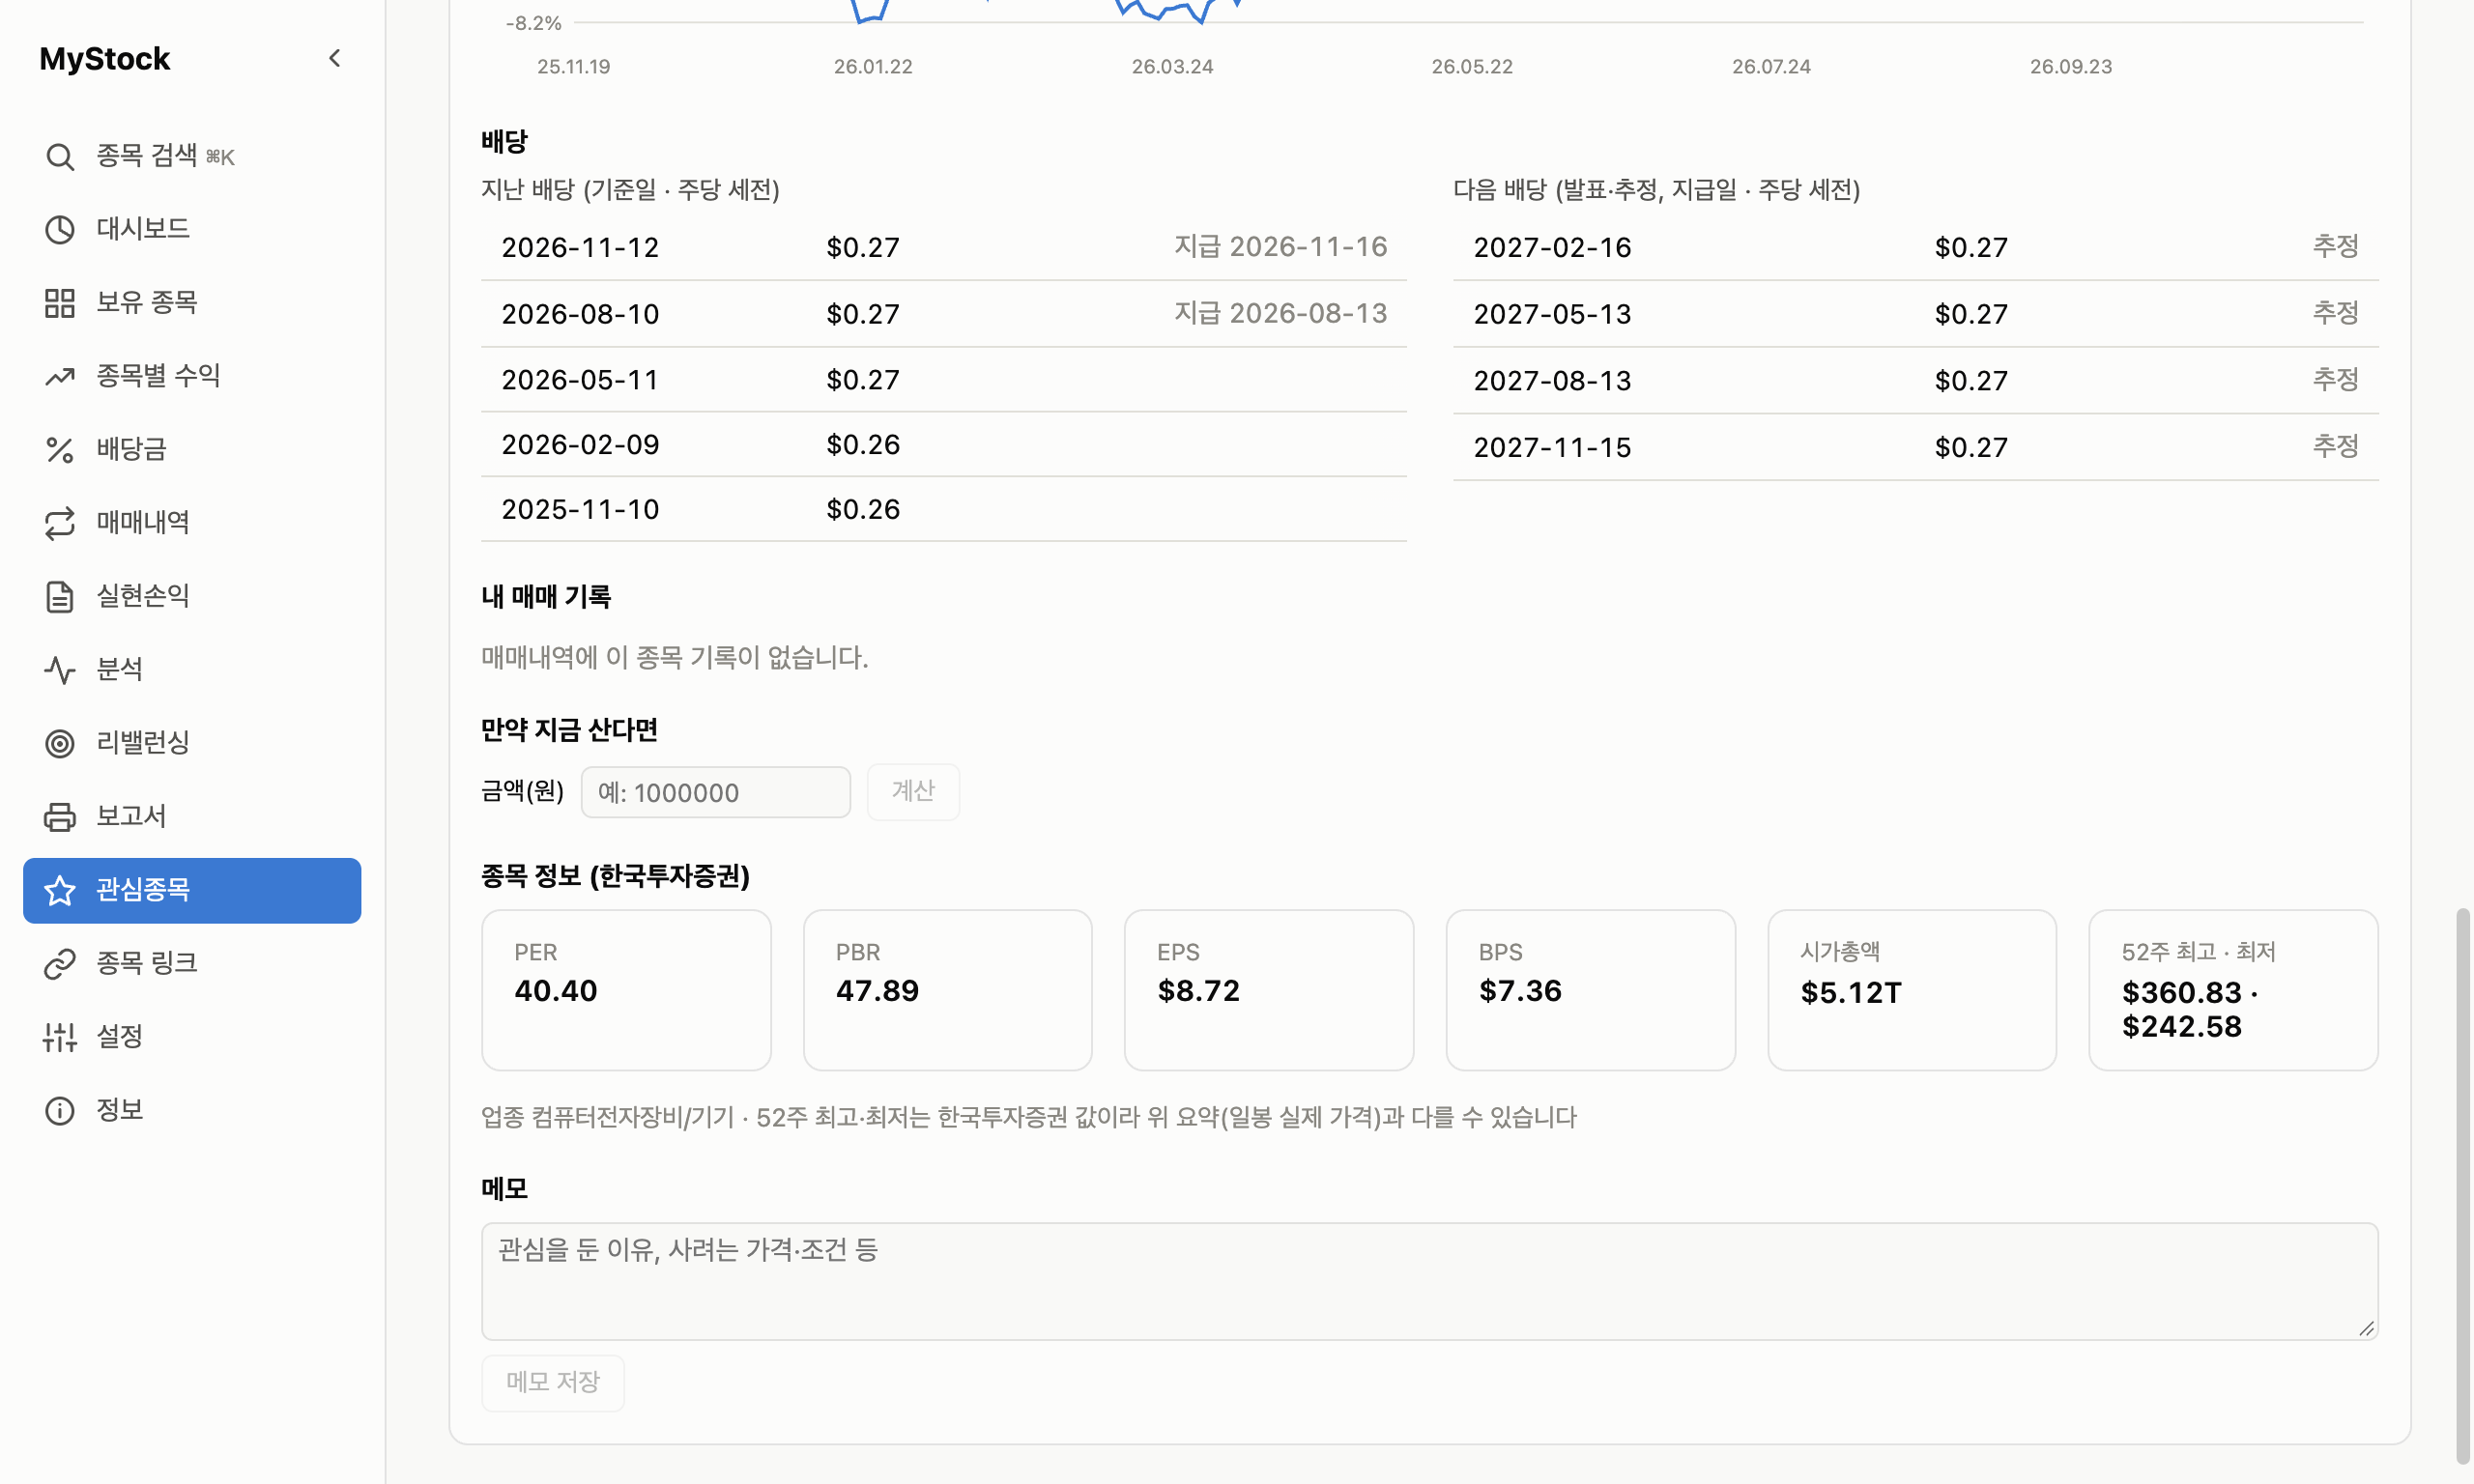 MyStock
종목 검색 ⌘K
대시보드
보유 종목
종목별 수익
배당금
매매내역
실현손익
분석
리밸런싱
보고서
관심종목
종목 링크
설정
정보
-8.2%
25.11.19 26.01.22 26.03.24 26.05.22 26.07.24 26.09.23
배당
지난 배당 (기준일 · 주당 세전)
2026-11-12 $0.27 지급 2026-11-16
2026-08-10 $0.27 지급 2026-08-13
2026-05-11 $0.27
2026-02-09 $0.26
2025-11-10 $0.26
다음 배당 (발표·추정, 지급일 · 주당 세전)
2027-02-16 $0.27 추정
2027-05-13 $0.27 추정
2027-08-13 $0.27 추정
2027-11-15 $0.27 추정
내 매매 기록
매매내역에 이 종목 기록이 없습니다.
만약 지금 산다면
금액(원) 예: 1000000 계산
종목 정보 (한국투자증권)
PER
40.40
PBR
47.89
EPS
$8.72
BPS
$7.36
시가총액
$5.12T
52주 최고 · 최저
$360.83 ·
$242.58
업종 컴퓨터전자장비/기기 · 52주 최고·최저는 한국투자증권 값이라 위 요약(일봉 실제 가격)과 다를 수 있습니다
메모
관심을 둔 이유, 사려는 가격·조건 등
메모 저장